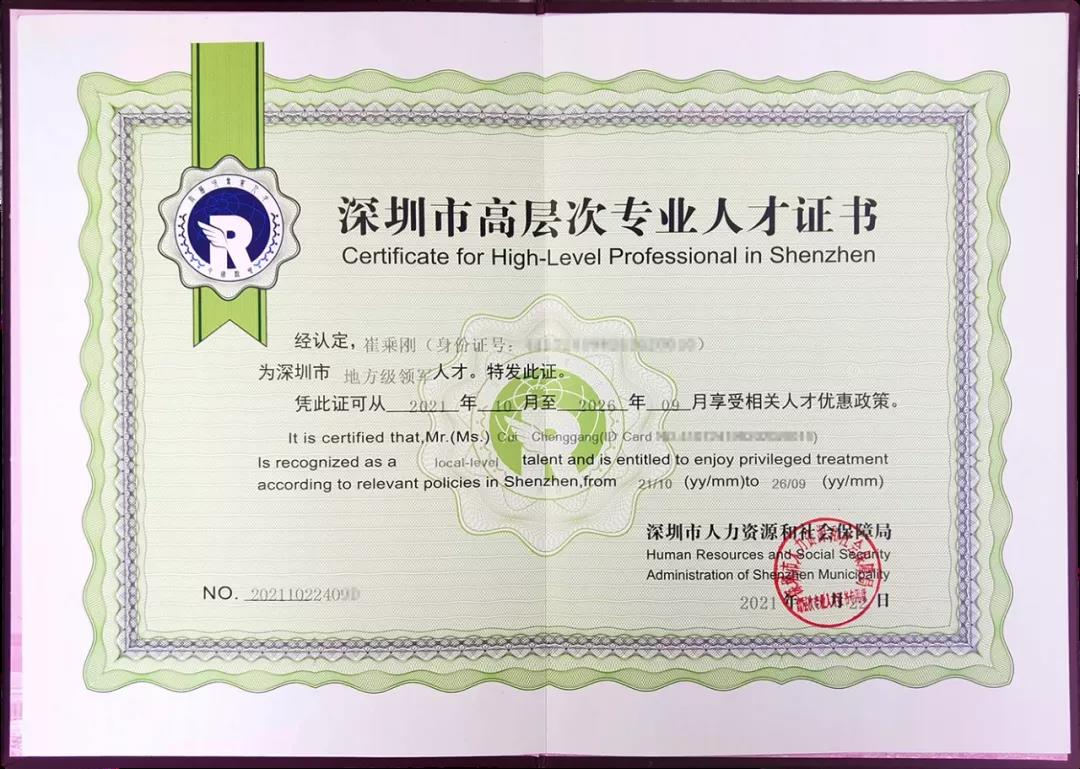 深圳市高层次专业人才证书
Certificate for High-Level Professional in Shenzhen
经认定，崔乘刚（身份证号：
）
为深圳市 地方级领军人才。特发此证。
凭此证可从 2021 年 10 月至 2026 年 09 月享受相关人才优惠政策。
It is certified that,Mr.(Ms.) Cui Chenggang(ID Card
)
Is recognized as a local-level talent and is entitled to enjoy privileged treatment
according to relevant policies in Shenzhen,from 21/10 (yy/mm)to 26/09 (yy/mm)
深圳市人力资源和社会保障局
Human Resources and Social Security
Administration of Shenzhen Municipality
NO. 20211022409
2021 年 月 22 日